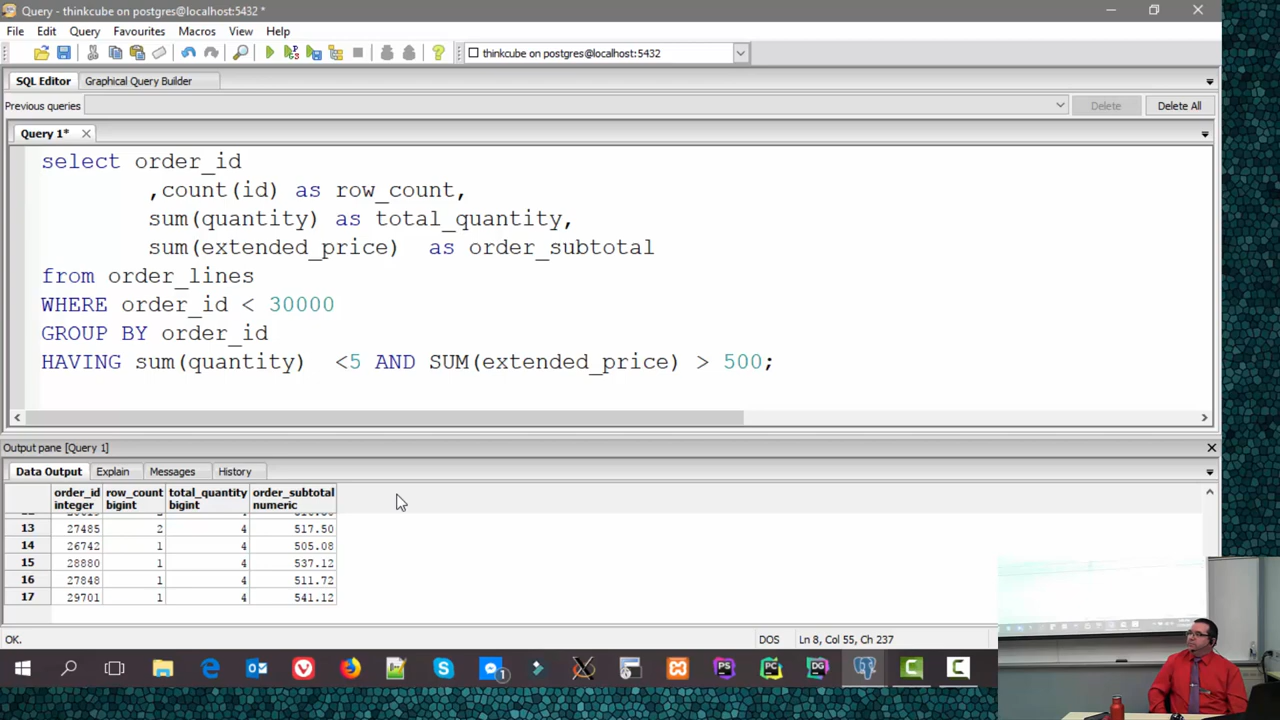 Query - thinkcube on postgres@localhost:5432 *
File Edit Query Favourites Macros View Help
thinkcube on postgres@localhost:5432
SQL Editor Graphical Query Builder
Previous queries Delete Delete All
Query 1*
select order_id
,count(id) as row_count,
sum(quantity) as total_quantity,
sum(extended_price) as order_subtotal
from order_lines
WHERE order_id < 30000
GROUP BY order_id
HAVING sum(quantity) <5 AND SUM(extended_price) > 500;
Output pane [Query 1]
Data Output Explain Messages History
order_id row_count total_quantity order_subtotal
integer bigint bigint numeric
13 27485 2 4 517.50
14 26742 1 4 505.08
15 28880 1 4 537.12
16 27848 1 4 511.72
17 29701 1 4 541.12
OK. DOS Ln 8, Col 55, Ch 237
1 PS PC DG